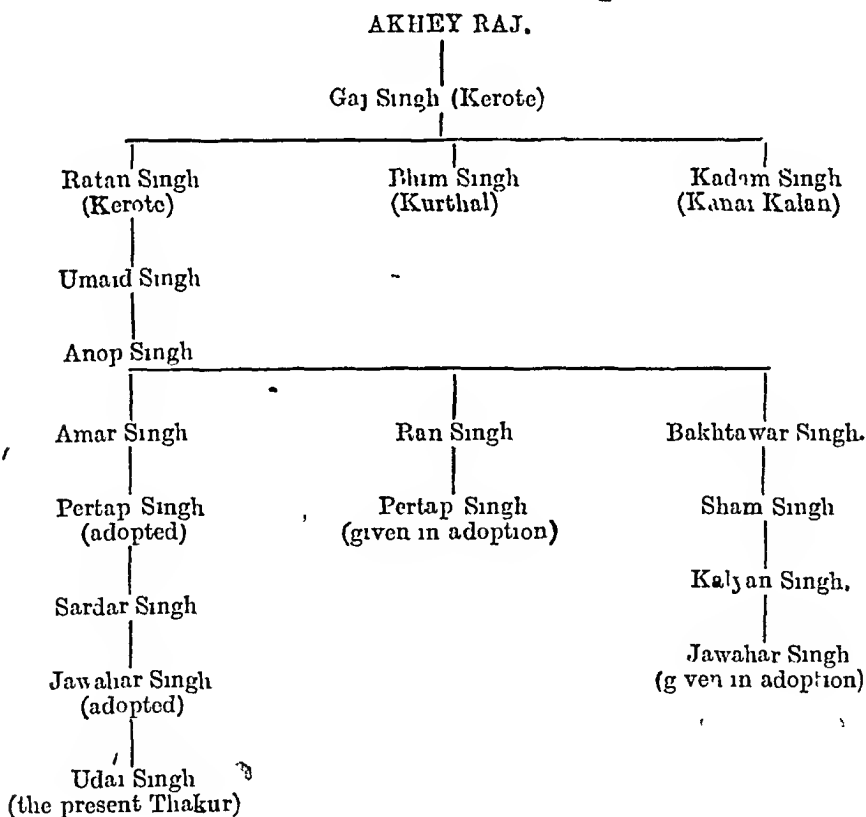 AKHEY RAJ.
Gaj Singh (Kerote)
Ratan Singh
(Kerote)
Bhim Singh
(Kurthal)
Kadam Singh
(Kanai Kalan)
Umaid Singh
Anop Singh
Amar Singh
Ran Singh
Bakhtawar Singh.
Pertap Singh
(adopted)
Pertap Singh
(given in adoption)
Sham Singh
Kalyan Singh.
Sardar Singh
Jawahar Singh
(given in adoption)
Jawahar Singh
(adopted)
Udai Singh
(the present Thakur)